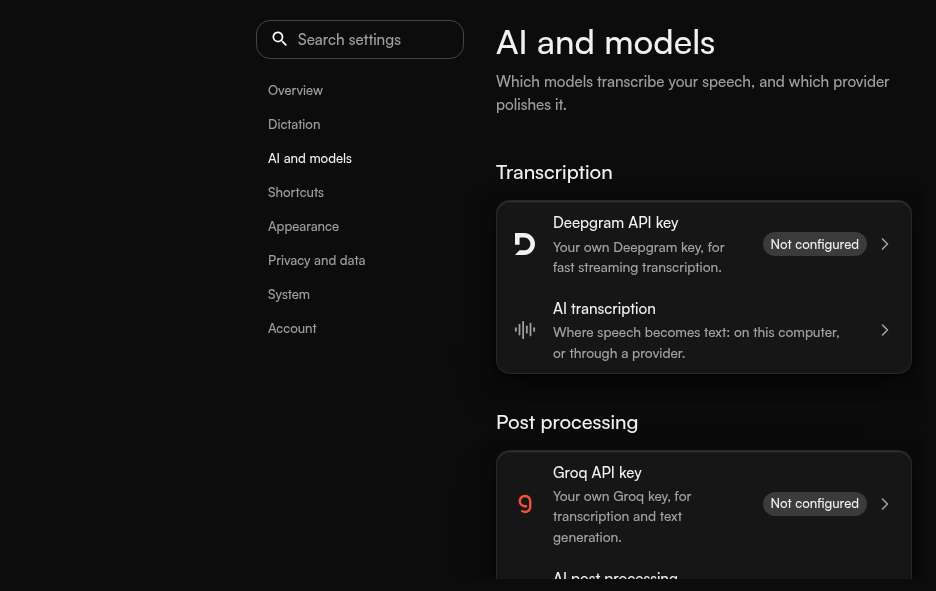 Search settings
Overview
Dictation
AI and models
Shortcuts
Appearance
Privacy and data
System
Account
AI and models
Which models transcribe your speech, and which provider
polishes it.
Transcription
Deepgram API key
Your own Deepgram key, for
fast streaming transcription.
Not configured
AI transcription
Where speech becomes text: on this computer,
or through a provider.
Post processing
Groq API key
Your own Groq key, for
transcription and text
generation.
Not configured
AI post processing